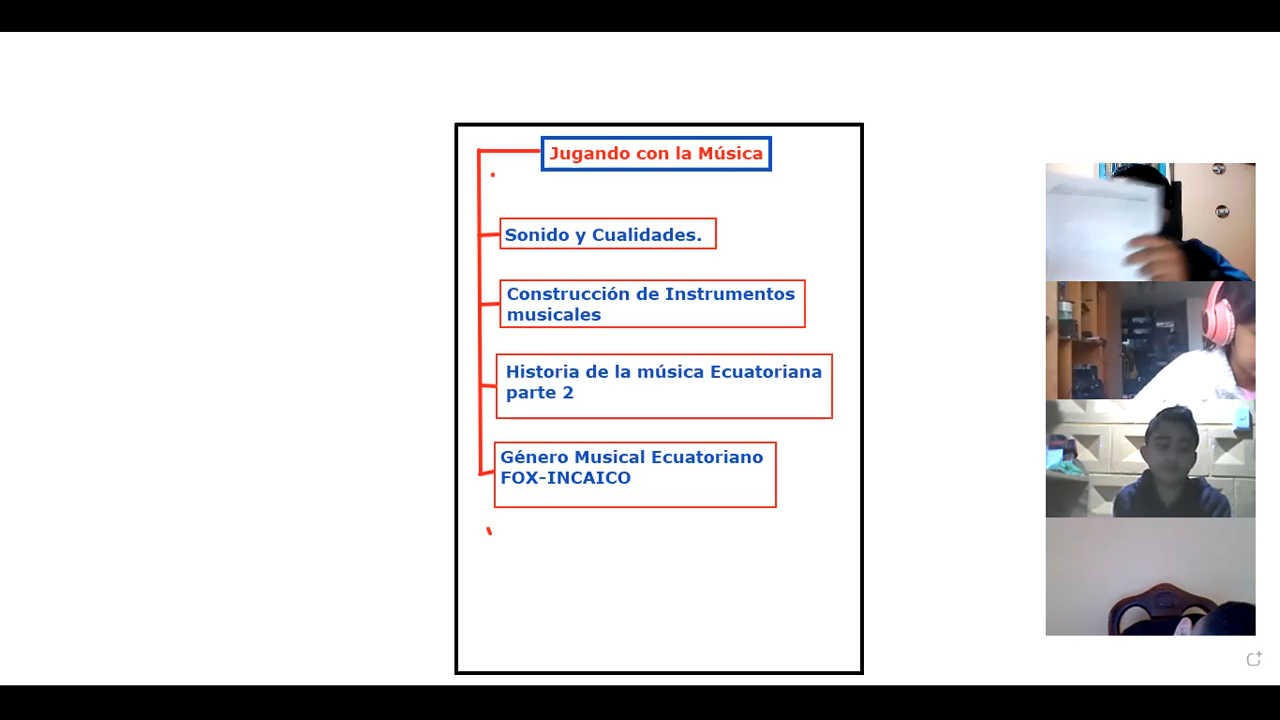 Jugando con la Música
Sonido y Cualidades.
Construcción de Instrumentos
musicales
Historia de la música Ecuatoriana
parte 2
Género Musical Ecuatoriano
FOX-INCAICO